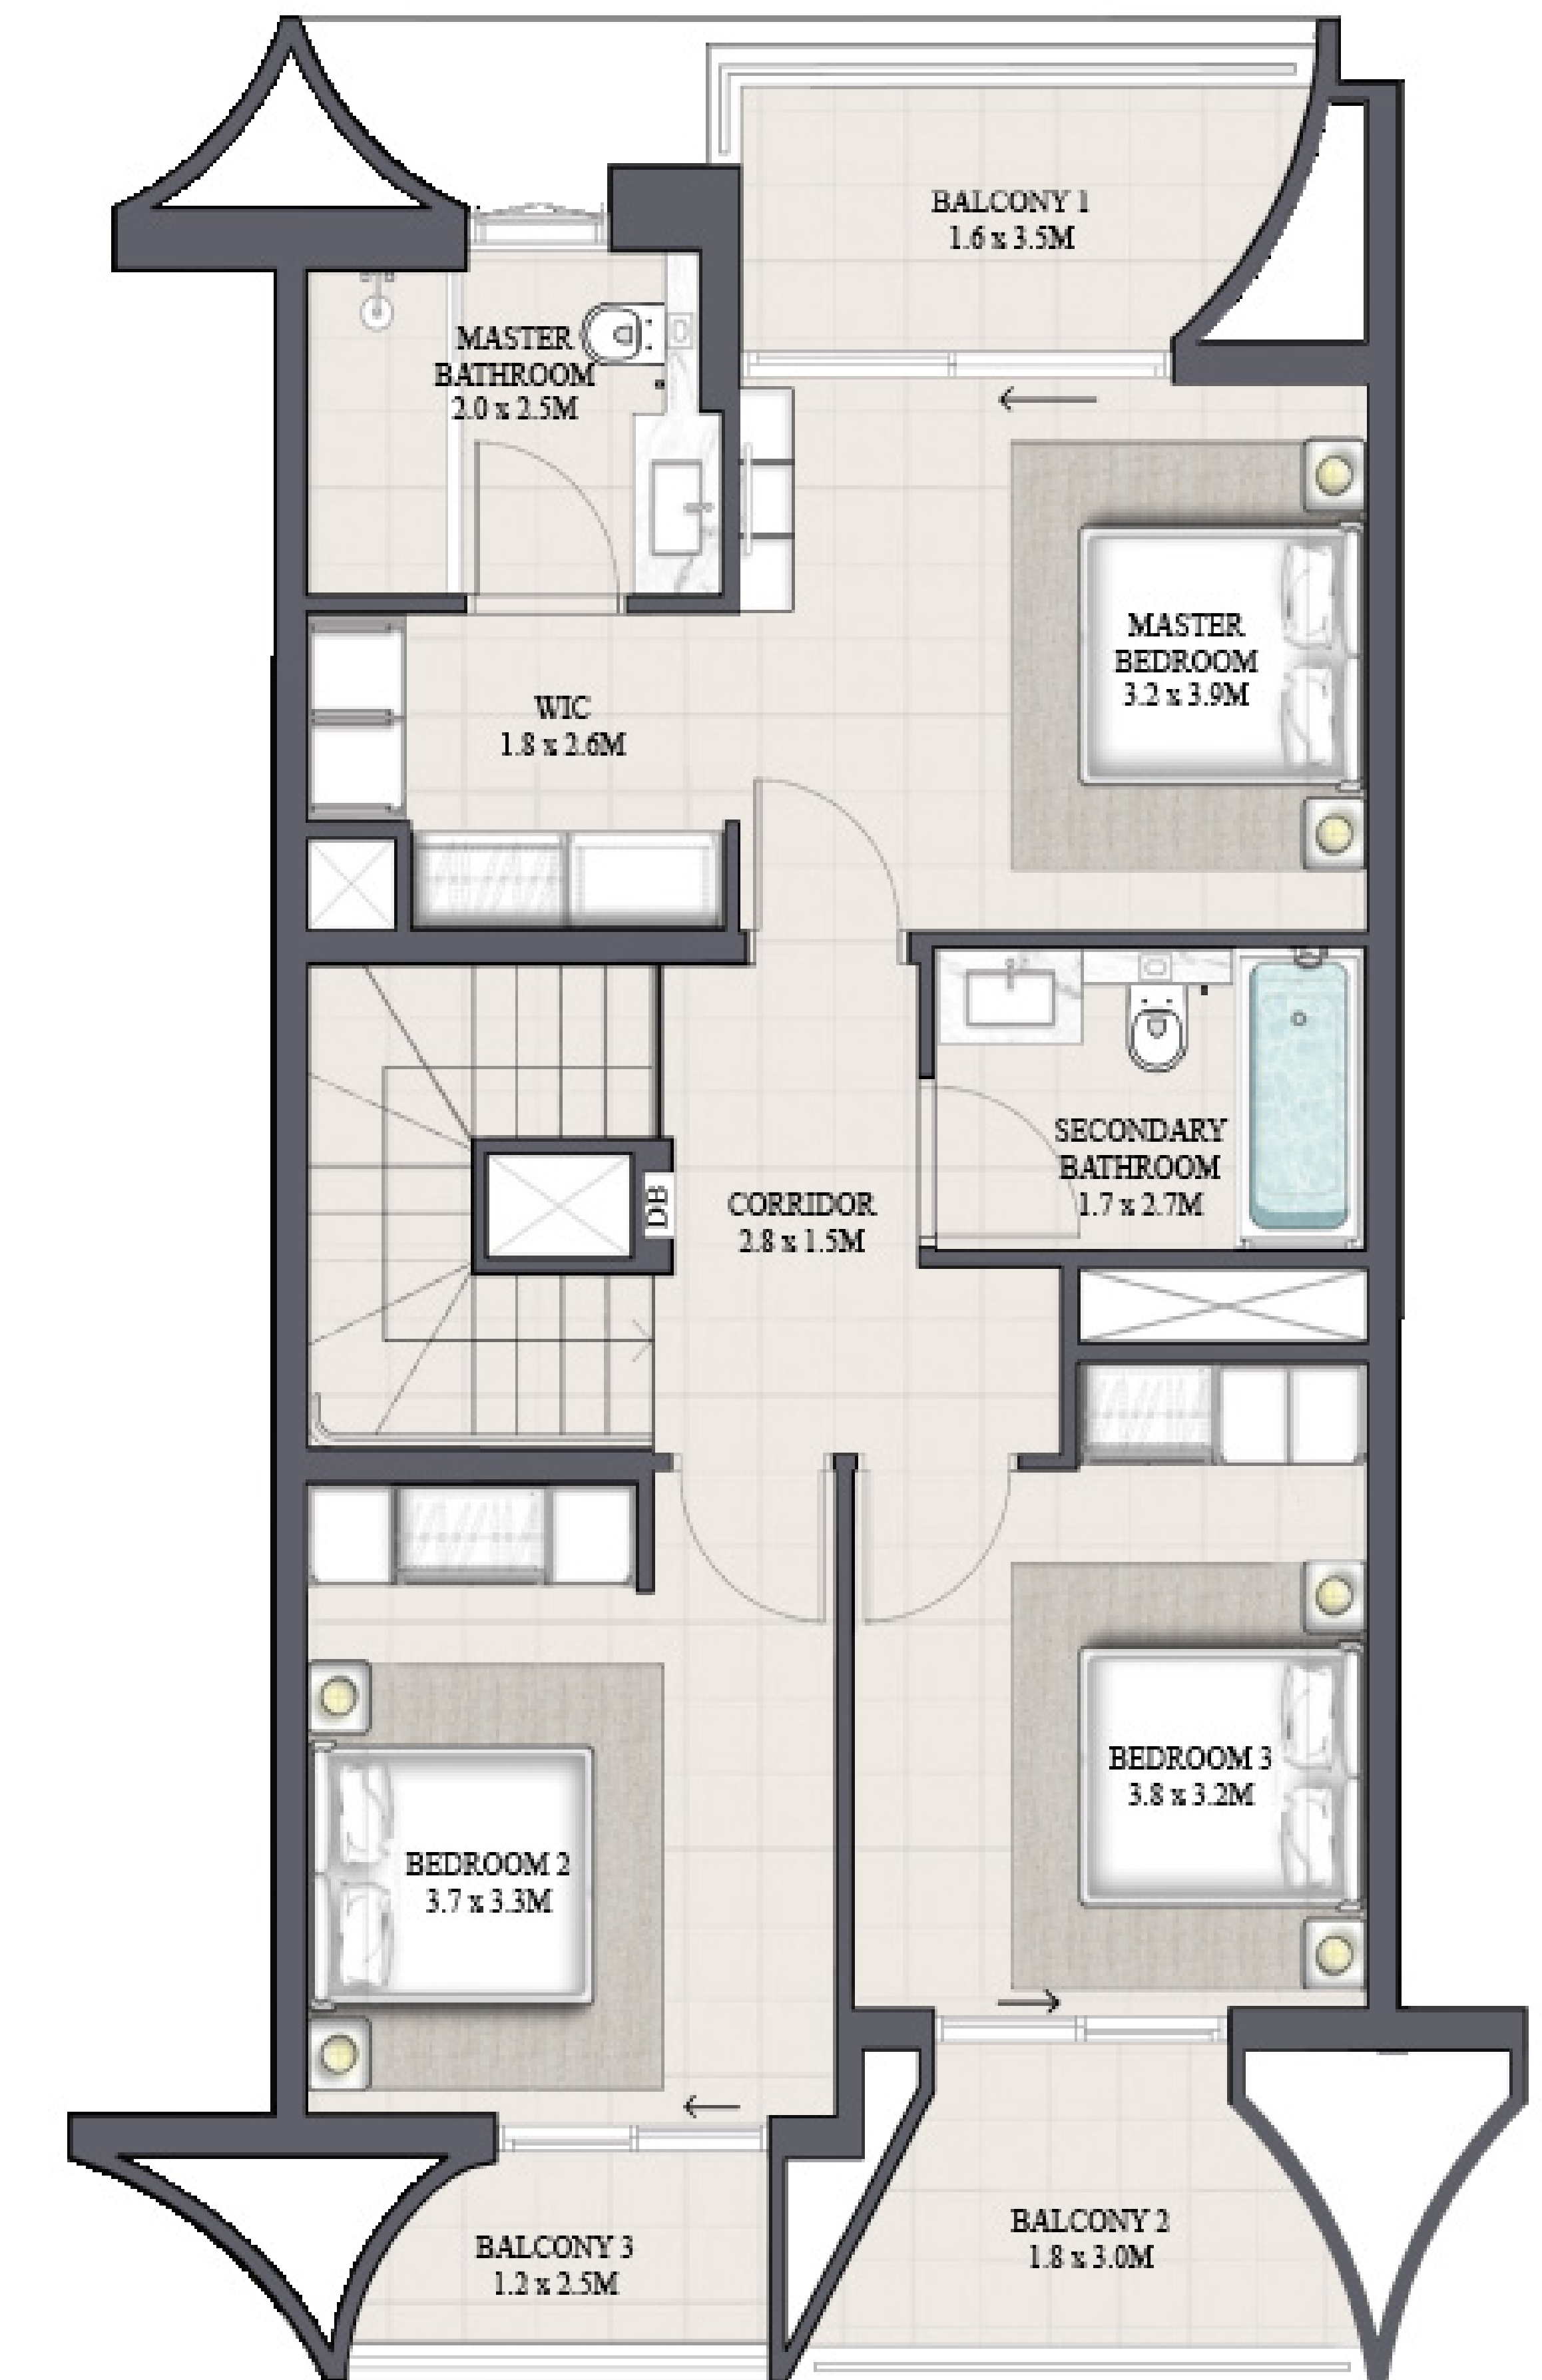 BALCONY 1
1.6 x 3.5M
MASTER
BATHROOM
2.0 x 2.5M
MASTER
BEDROOM
3.2 x 3.9M
WIC
1.8 x 2.6M
SECONDARY
BATHROOM
1.7 x 2.7M
DB
CORRIDOR
2.8 x 1.5M
BEDROOM 3
3.8 x 3.2M
BEDROOM 2
3.7 x 3.3M
BALCONY 2
1.8 x 3.0M
BALCONY 3
1.2 x 2.5M